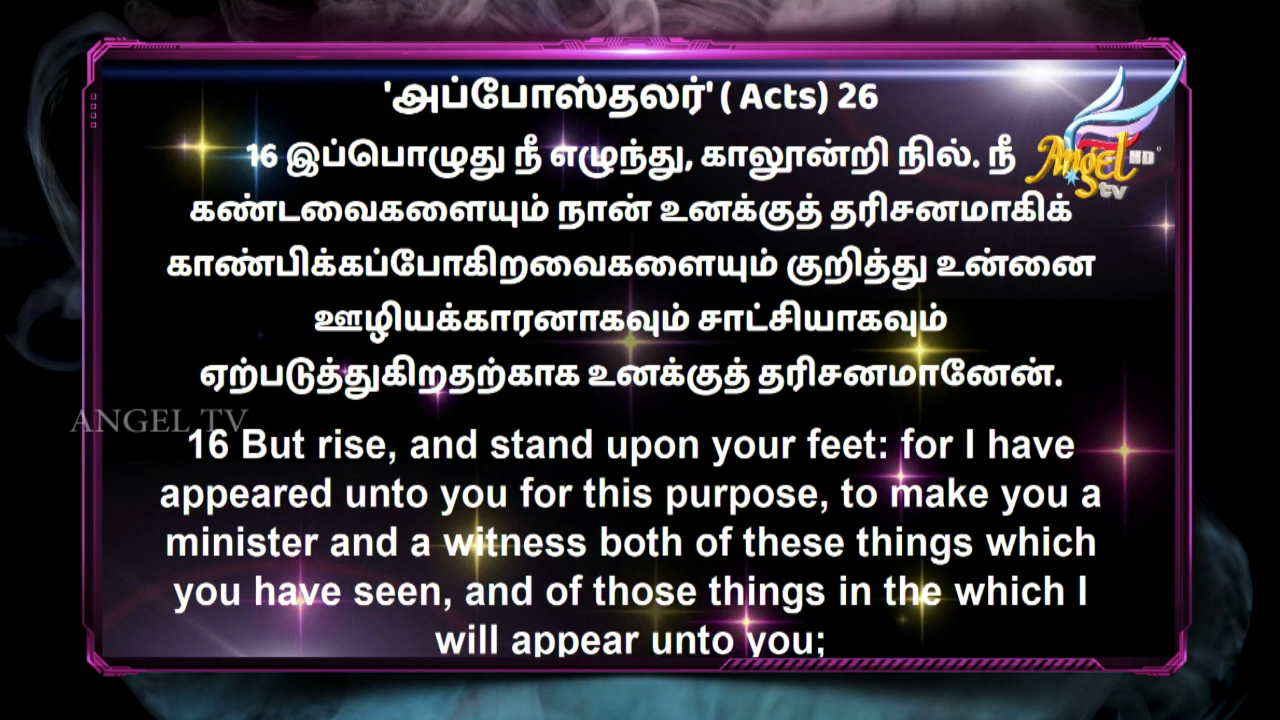 'அப்போஸ்தலர்' ( Acts) 26
16 இப்பொழுது நீ எழுந்து, காலூன்றி நில். நீ
கண்டவைகளையும் நான் உனக்குத் தரிசனமாகிக்
காண்பிக்கப்போகிறவைகளையும் குறித்து உன்னை
ஊழியக்காரனாகவும் சாட்சியாகவும்
ஏற்படுத்துகிறதற்காக உனக்குத் தரிசனமானேன்.
16 But rise, and stand upon your feet: for I have
appeared unto you for this purpose, to make you a
minister and a witness both of these things which
you have seen, and of those things in the which I
will appear unto you;
Angel HD
tv
ANGEL TV